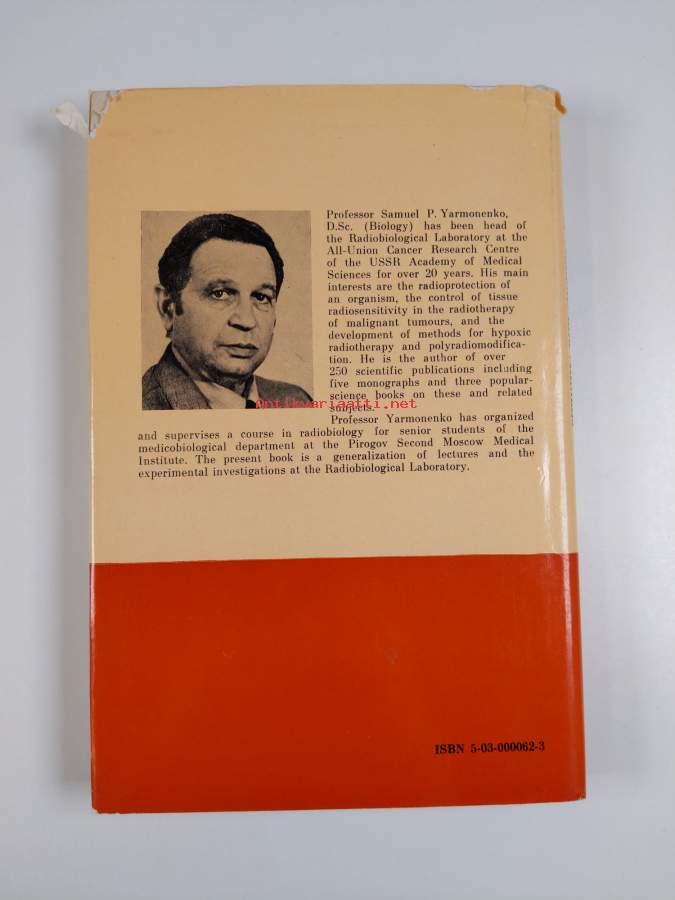 Professor Samuel P. Yarmonenko,
D.Sc. (Biology) has been head of
the Radiobiological Laboratory at the
All-Union Cancer Research Centre
of the USSR Academy of Medical
Sciences for over 20 years. His main
interests are the radioprotection of
an organism, the control of tissue
radiosensitivity in the radiotherapy
of malignant tumours, and the
development of methods for hypoxic
radiotherapy and polyradiomodifica-
tion. He is the author of over
250 scientific publications including
five monographs and three popular-
science books on these and related
subjects.
Antikvariaatti.net
Professor Yarmonenko has organized
and supervises a course in radiobiology for senior students of the
medicobiological department at the Pirogov Second Moscow Medical
Institute. The present book is a generalization of lectures and the
experimental investigations at the Radiobiological Laboratory.
ISBN 5-03-000062-3